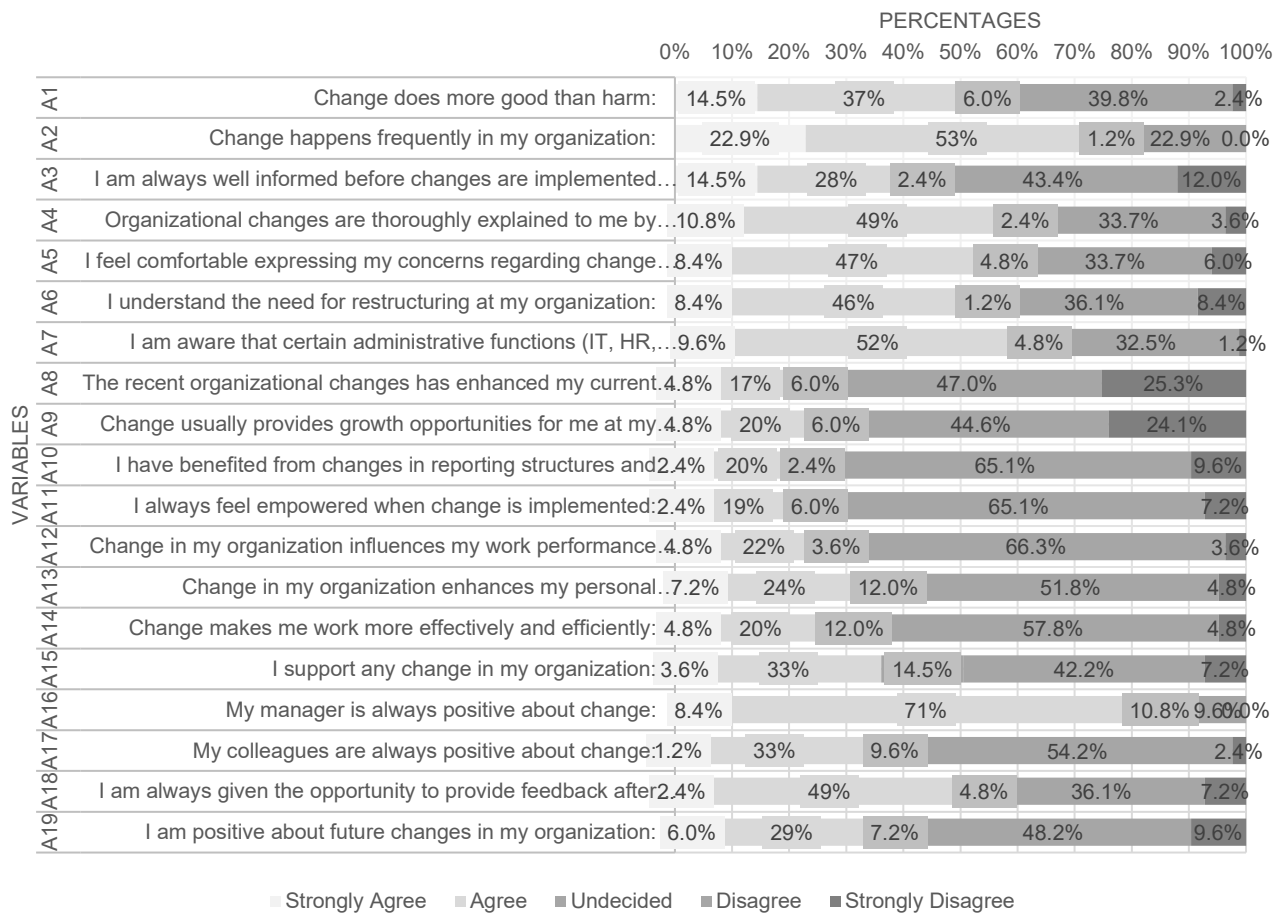 PERCENTAGES
0% 10% 20% 30% 40% 50% 60% 70% 80% 90% 100%
VARIABLES
A1 Change does more good than harm: 14.5% 37% 6.0% 39.8% 2.4%
A2 Change happens frequently in my organization: 22.9% 53% 1.2% 22.9% 0.0%
A3 I am always well informed before changes are implemented… 14.5% 28% 2.4% 43.4% 12.0%
A4 Organizational changes are thoroughly explained to me by… 10.8% 49% 2.4% 33.7% 3.6%
A5 I feel comfortable expressing my concerns regarding change… 8.4% 47% 4.8% 33.7% 6.0%
A6 I understand the need for restructuring at my organization: 8.4% 46% 1.2% 36.1% 8.4%
A7 I am aware that certain administrative functions (IT, HR,… 9.6% 52% 4.8% 32.5% 1.2%
A8 The recent organizational changes has enhanced my current… 4.8% 17% 6.0% 47.0% 25.3%
A9 Change usually provides growth opportunities for me at my… 4.8% 20% 6.0% 44.6% 24.1%
A10 I have benefited from changes in reporting structures and… 2.4% 20% 2.4% 65.1% 9.6%
A11 I always feel empowered when change is implemented: 2.4% 19% 6.0% 65.1% 7.2%
A12 Change in my organization influences my work performance… 4.8% 22% 3.6% 66.3% 3.6%
A13 Change in my organization enhances my personal… 7.2% 24% 12.0% 51.8% 4.8%
A14 Change makes me work more effectively and efficiently: 4.8% 20% 12.0% 57.8% 4.8%
A15 I support any change in my organization: 3.6% 33% 14.5% 42.2% 7.2%
A16 My manager is always positive about change: 8.4% 71% 10.8% 9.6% 0.0%
A17 My colleagues are always positive about change: 1.2% 33% 9.6% 54.2% 2.4%
A18 I am always given the opportunity to provide feedback after… 2.4% 49% 4.8% 36.1% 7.2%
A19 I am positive about future changes in my organization: 6.0% 29% 7.2% 48.2% 9.6%
Strongly Agree Agree Undecided Disagree Strongly Disagree